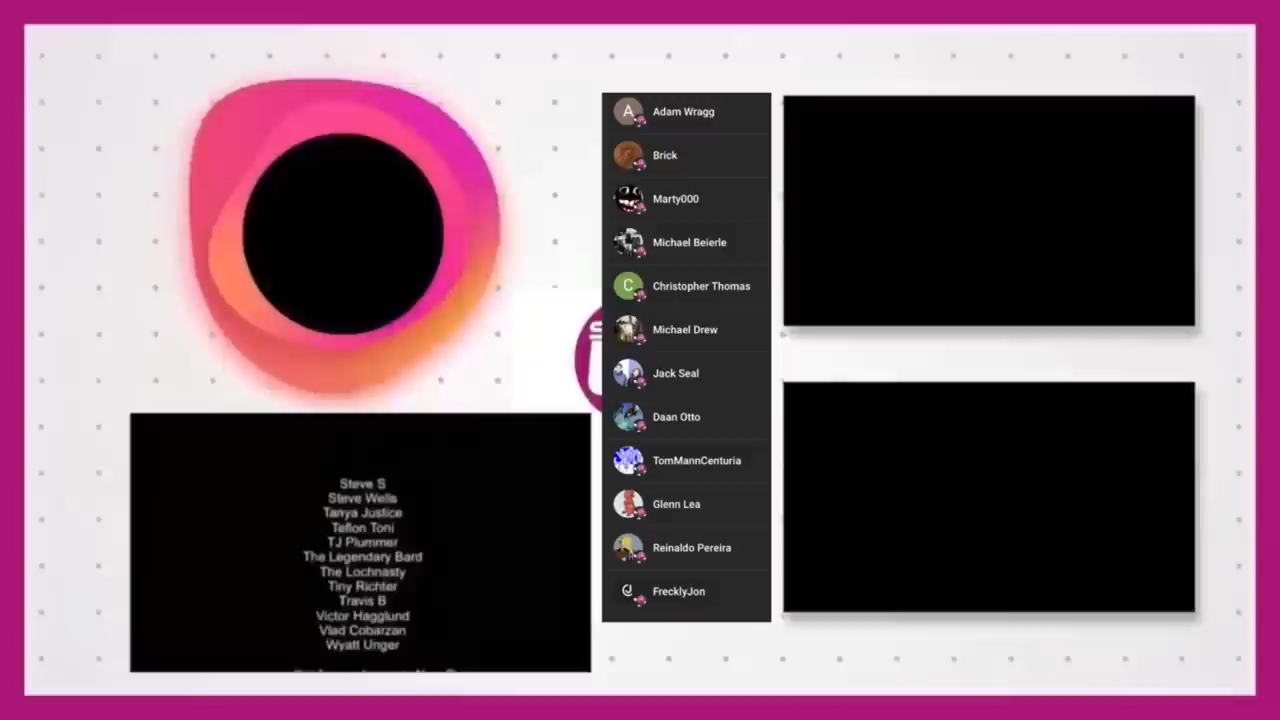 A Adam Wragg
Brick
Marty000
Michael Beierle
C Christopher Thomas
Michael Drew
Jack Seal
Daan Otto
TomMannCenturia
Glenn Lea
Reinaldo Pereira
FrecklyJon
Steve S
Steve Wells
Tanya Justice
Teflon Toni
TJ Plummer
The Legendary Bard
The Lochnasty
Tiny Richter
Travis B
Victor Hagglund
Vlad Cobarzan
Wyatt Unger